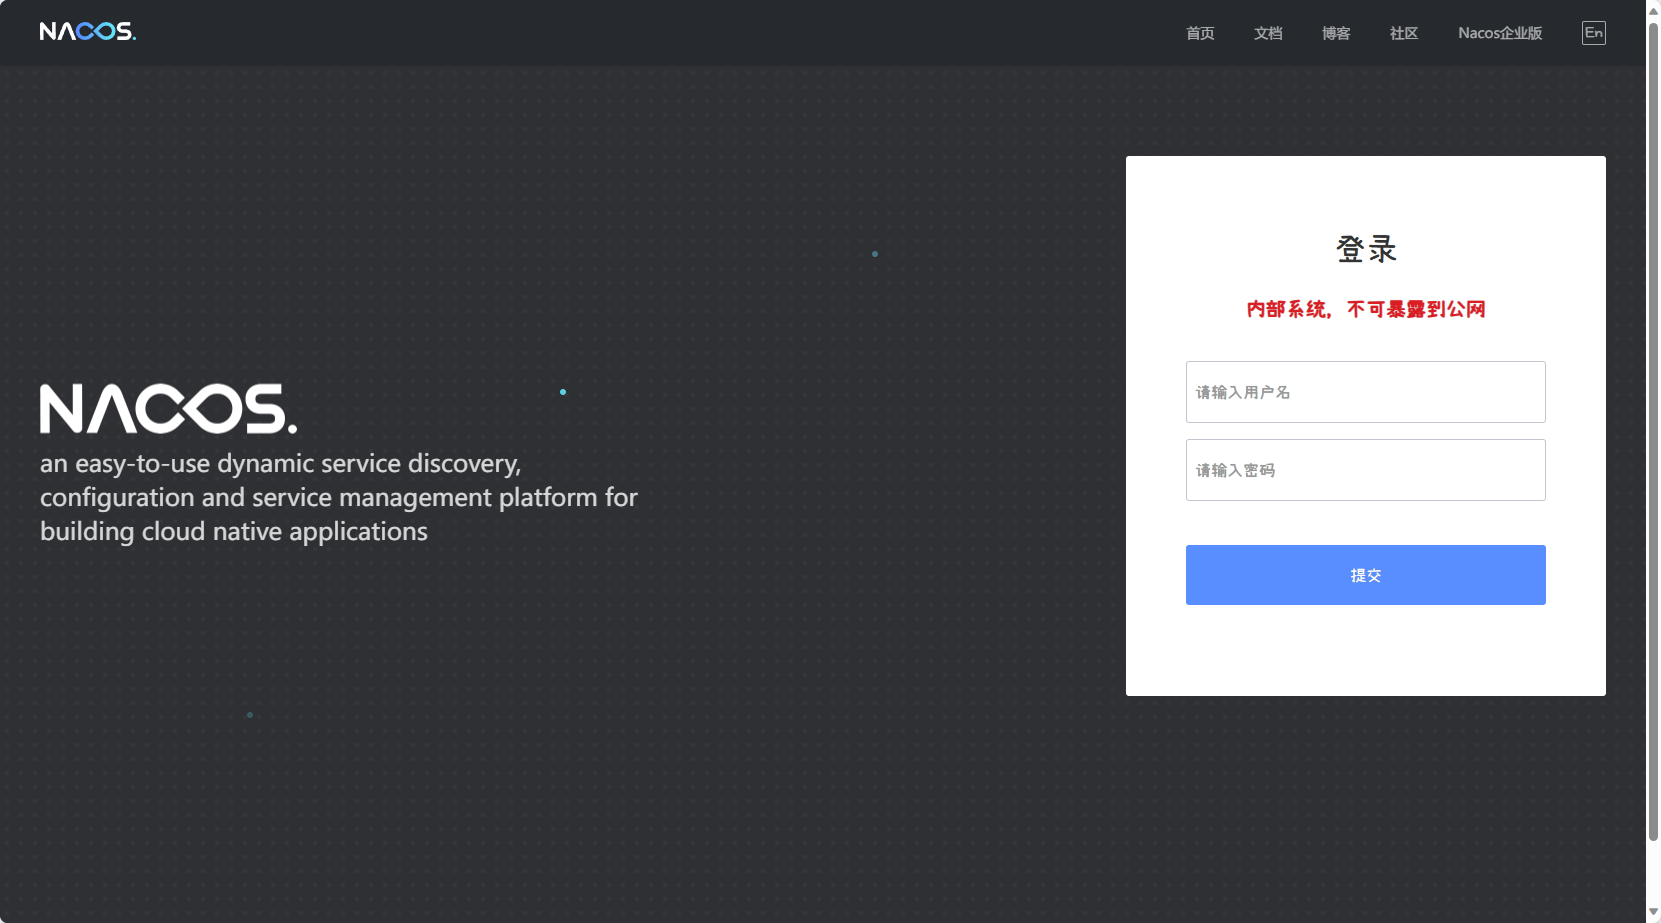 NACOS.
首页
文档
博客
社区
Nacos企业版
En
NACOS.
an easy-to-use dynamic service discovery,
configuration and service management platform for
building cloud native applications
登录
内部系统，不可暴露到公网
请输入用户名
请输入密码
提交